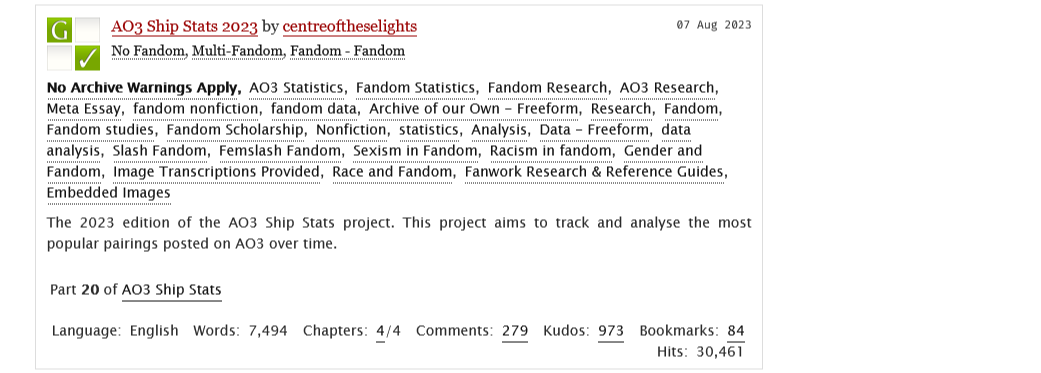 G
AO3 Ship Stats 2023 by centreoftheselights
07 Aug 2023
No Fandom, Multi-Fandom, Fandom - Fandom
No Archive Warnings Apply, AO3 Statistics, Fandom Statistics, Fandom Research, AO3 Research,
Meta Essay, fandom nonfiction, fandom data, Archive of our Own - Freeform, Research, Fandom,
Fandom studies, Fandom Scholarship, Nonfiction, statistics, Analysis, Data - Freeform, data
analysis, Slash Fandom, Femslash Fandom, Sexism in Fandom, Racism in fandom, Gender and
Fandom, Image Transcriptions Provided, Race and Fandom, Fanwork Research & Reference Guides,
Embedded Images
The 2023 edition of the AO3 Ship Stats project. This project aims to track and analyse the most
popular pairings posted on AO3 over time.
Part 20 of AO3 Ship Stats
Language: English Words: 7,494 Chapters: 4/4 Comments: 279 Kudos: 973 Bookmarks: 84
Hits: 30,461